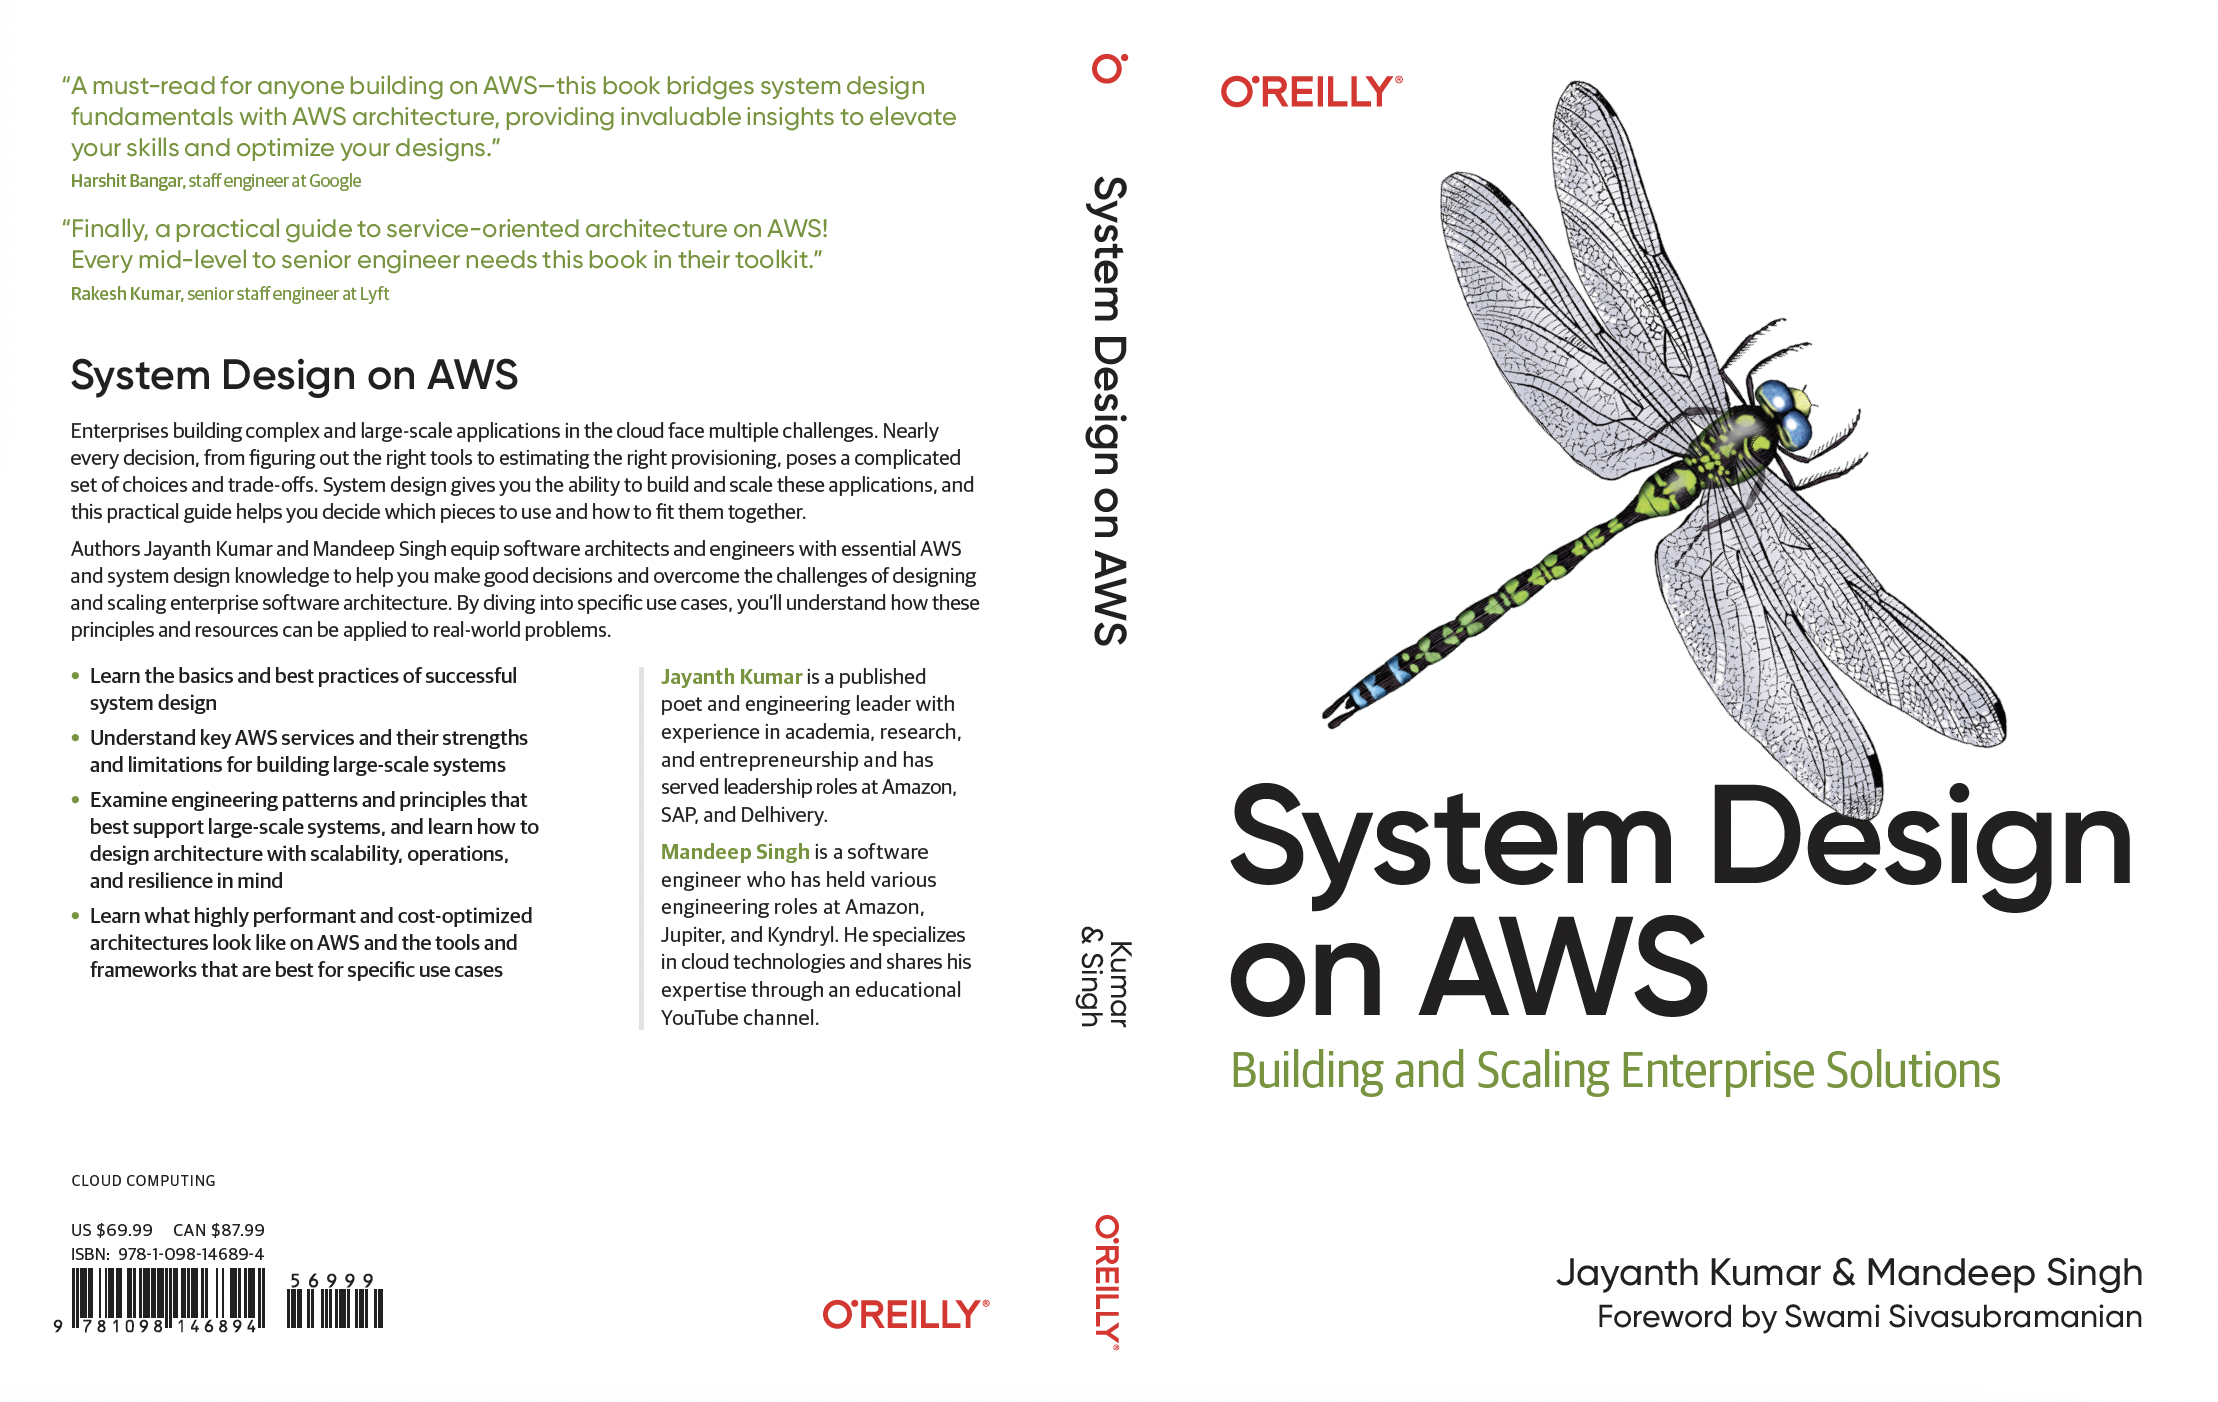 “A must-read for anyone building on AWS—this book bridges system design
fundamentals with AWS architecture, providing invaluable insights to elevate
your skills and optimize your designs.”
Harshit Bangar, staff engineer at Google
“Finally, a practical guide to service-oriented architecture on AWS!
Every mid-level to senior engineer needs this book in their toolkit.”
Rakesh Kumar, senior staff engineer at Lyft
System Design on AWS
Enterprises building complex and large-scale applications in the cloud face multiple challenges. Nearly
every decision, from figuring out the right tools to estimating the right provisioning, poses a complicated
set of choices and trade-offs. System design gives you the ability to build and scale these applications, and
this practical guide helps you decide which pieces to use and how to fit them together.
Authors Jayanth Kumar and Mandeep Singh equip software architects and engineers with essential AWS
and system design knowledge to help you make good decisions and overcome the challenges of designing
and scaling enterprise software architecture. By diving into specific use cases, you’ll understand how these
principles and resources can be applied to real-world problems.
• Learn the basics and best practices of successful
system design
• Understand key AWS services and their strengths
and limitations for building large-scale systems
• Examine engineering patterns and principles that
best support large-scale systems, and learn how to
design architecture with scalability, operations,
and resilience in mind
• Learn what highly performant and cost-optimized
architectures look like on AWS and the tools and
frameworks that are best for specific use cases
Jayanth Kumar is a published
poet and engineering leader with
experience in academia, research,
and entrepreneurship and has
served leadership roles at Amazon,
SAP, and Delhivery.
Mandeep Singh is a software
engineer who has held various
engineering roles at Amazon,
Jupiter, and Kyndryl. He specializes
in cloud technologies and shares his
expertise through an educational
YouTube channel.
CLOUD COMPUTING
US $69.99 CAN $87.99
ISBN: 978-1-098-14689-4
56999
9 781098 146894
O'REILLY®
System Design on AWS
Kumar
& Singh
O'REILLY®
O'REILLY®
System Design
on AWS
Building and Scaling Enterprise Solutions
Jayanth Kumar & Mandeep Singh
Foreword by Swami Sivasubramanian